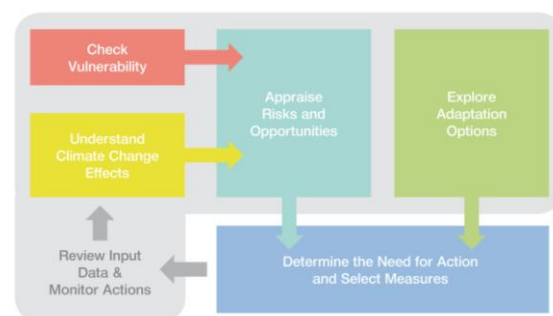 Check
Vulnerability
Appraise
Risks and
Opportunities
Explore
Adaptation
Options
Understand
Climate Change
Effects
Review Input
Data &
Monitor Actions
Determine the Need for Action
and Select Measures